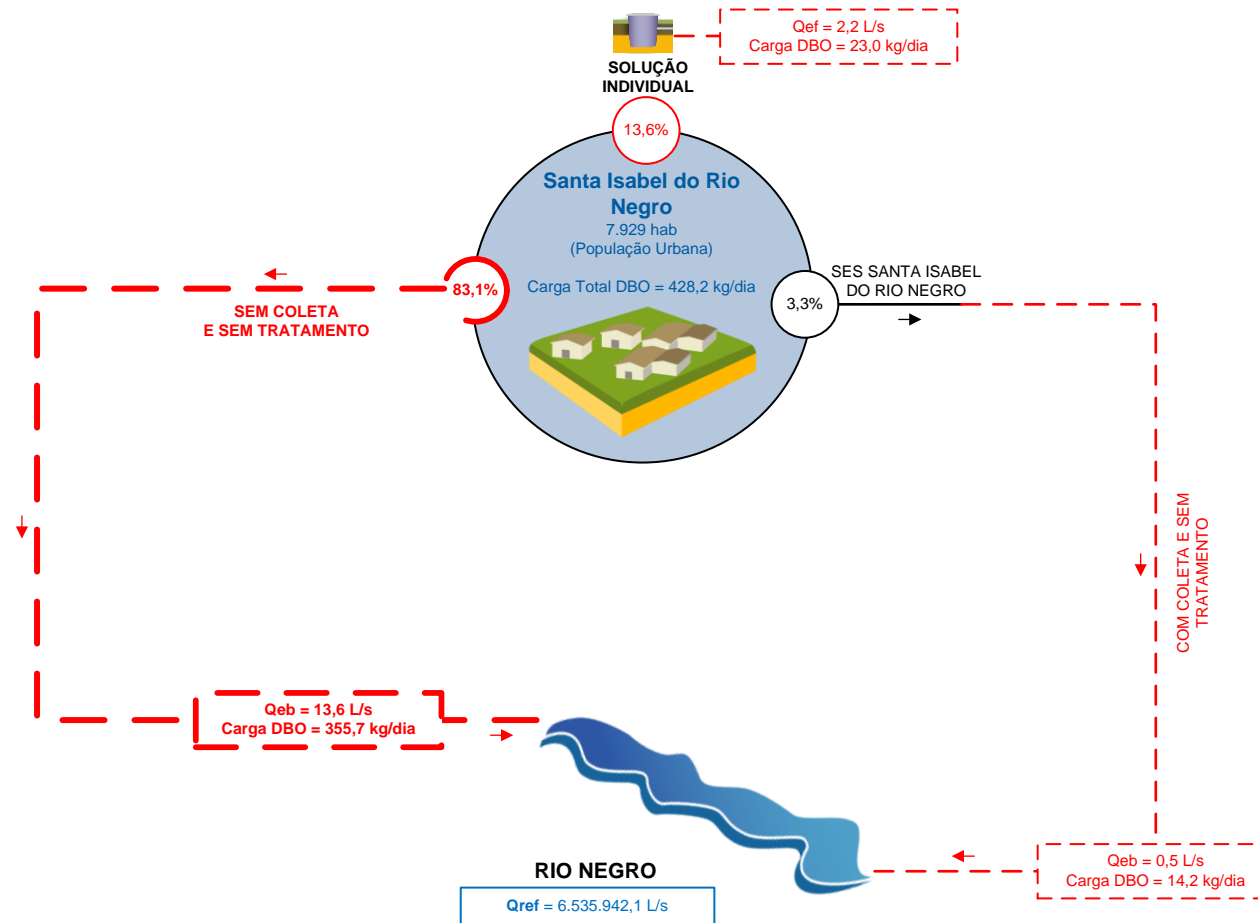 Qef = 2,2 L/s
Carga DBO = 23,0 kg/dia
SOLUÇÃO
INDIVIDUAL
13,6%
Santa Isabel do Rio
Negro
7.929 hab
(População Urbana)
Carga Total DBO = 428,2 kg/dia
83,1%
SEM COLETA
E SEM TRATAMENTO
3,3%
SES SANTA ISABEL
DO RIO NEGRO
COM COLETA E SEM
TRATAMENTO
Qeb = 13,6 L/s
Carga DBO = 355,7 kg/dia
Qeb = 0,5 L/s
Carga DBO = 14,2 kg/dia
RIO NEGRO
Qref = 6.535.942,1 L/s